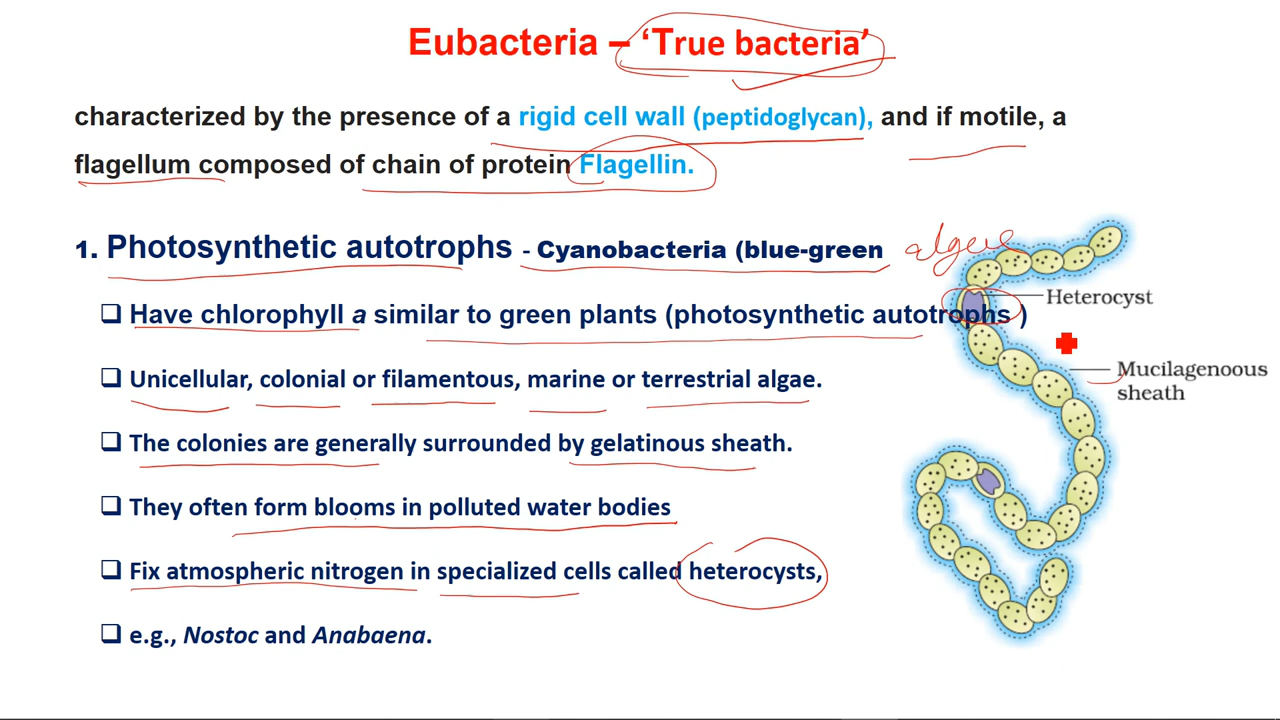 Eubacteria – ‘True bacteria’
characterized by the presence of a rigid cell wall (peptidoglycan), and if motile, a
flagellum composed of chain of protein Flagellin.
1. Photosynthetic autotrophs - Cyanobacteria (blue-green algae
❑ Have chlorophyll a similar to green plants (photosynthetic autotrophs )
Heterocyst
❑ Unicellular, colonial or filamentous, marine or terrestrial algae.
Mucilagenoous
sheath
❑ The colonies are generally surrounded by gelatinous sheath.
❑ They often form blooms in polluted water bodies
❑ Fix atmospheric nitrogen in specialized cells called heterocysts,
❑ e.g., Nostoc and Anabaena.